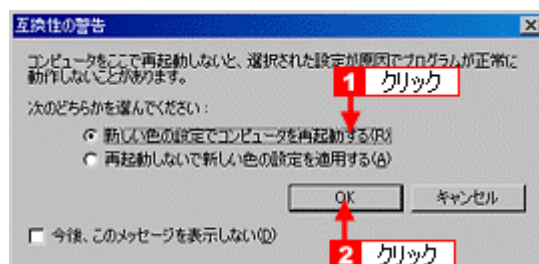 互換性の警告
コンピュータをここで再起動しないと、選択された設定が原因でプログラムが正常に
動作しないことがあります。
1 クリック
次のどちらかを選んでください：
新しい色の設定でコンピュータを再起動する(R)
再起動しないで新しい色の設定を適用する(A)
OK キャンセル
今後、このメッセージを表示しない(D)
2 クリック